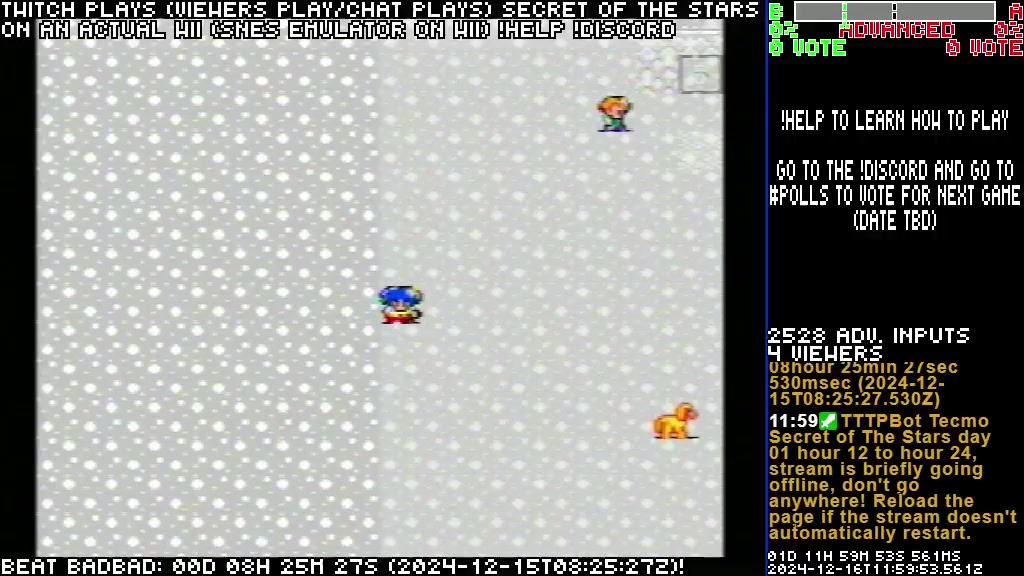 TWITCH PLAYS (VIEWERS PLAY/CHAT PLAYS) SECRET OF THE STARS
ON AN ACTUAL WII (SNES EMULATOR ON WII) !HELP !DISCORD
B A
0% ADVANCED 0%
0 VOTE 0 VOTE
!HELP TO LEARN HOW TO PLAY
GO TO THE !DISCORD AND GO TO
#POLLS TO VOTE FOR NEXT GAME
(DATE TBD)
2528 ADV. INPUTS
4 VIEWERS
08hour 25min 27sec
530msec (2024-12-
15T08:25:27.530Z)
11:59 TTTPBot Tecmo
Secret of The Stars day
01 hour 12 to hour 24,
stream is briefly going
offline, don't go
anywhere! Reload the
page if the stream doesn't
automatically restart.
01D 11H 59M 53S 561MS
2024-12-16T11:59:53.561Z
BEAT BADBAD: 00D 08H 25M 27S (2024-12-15T08:25:27Z)!